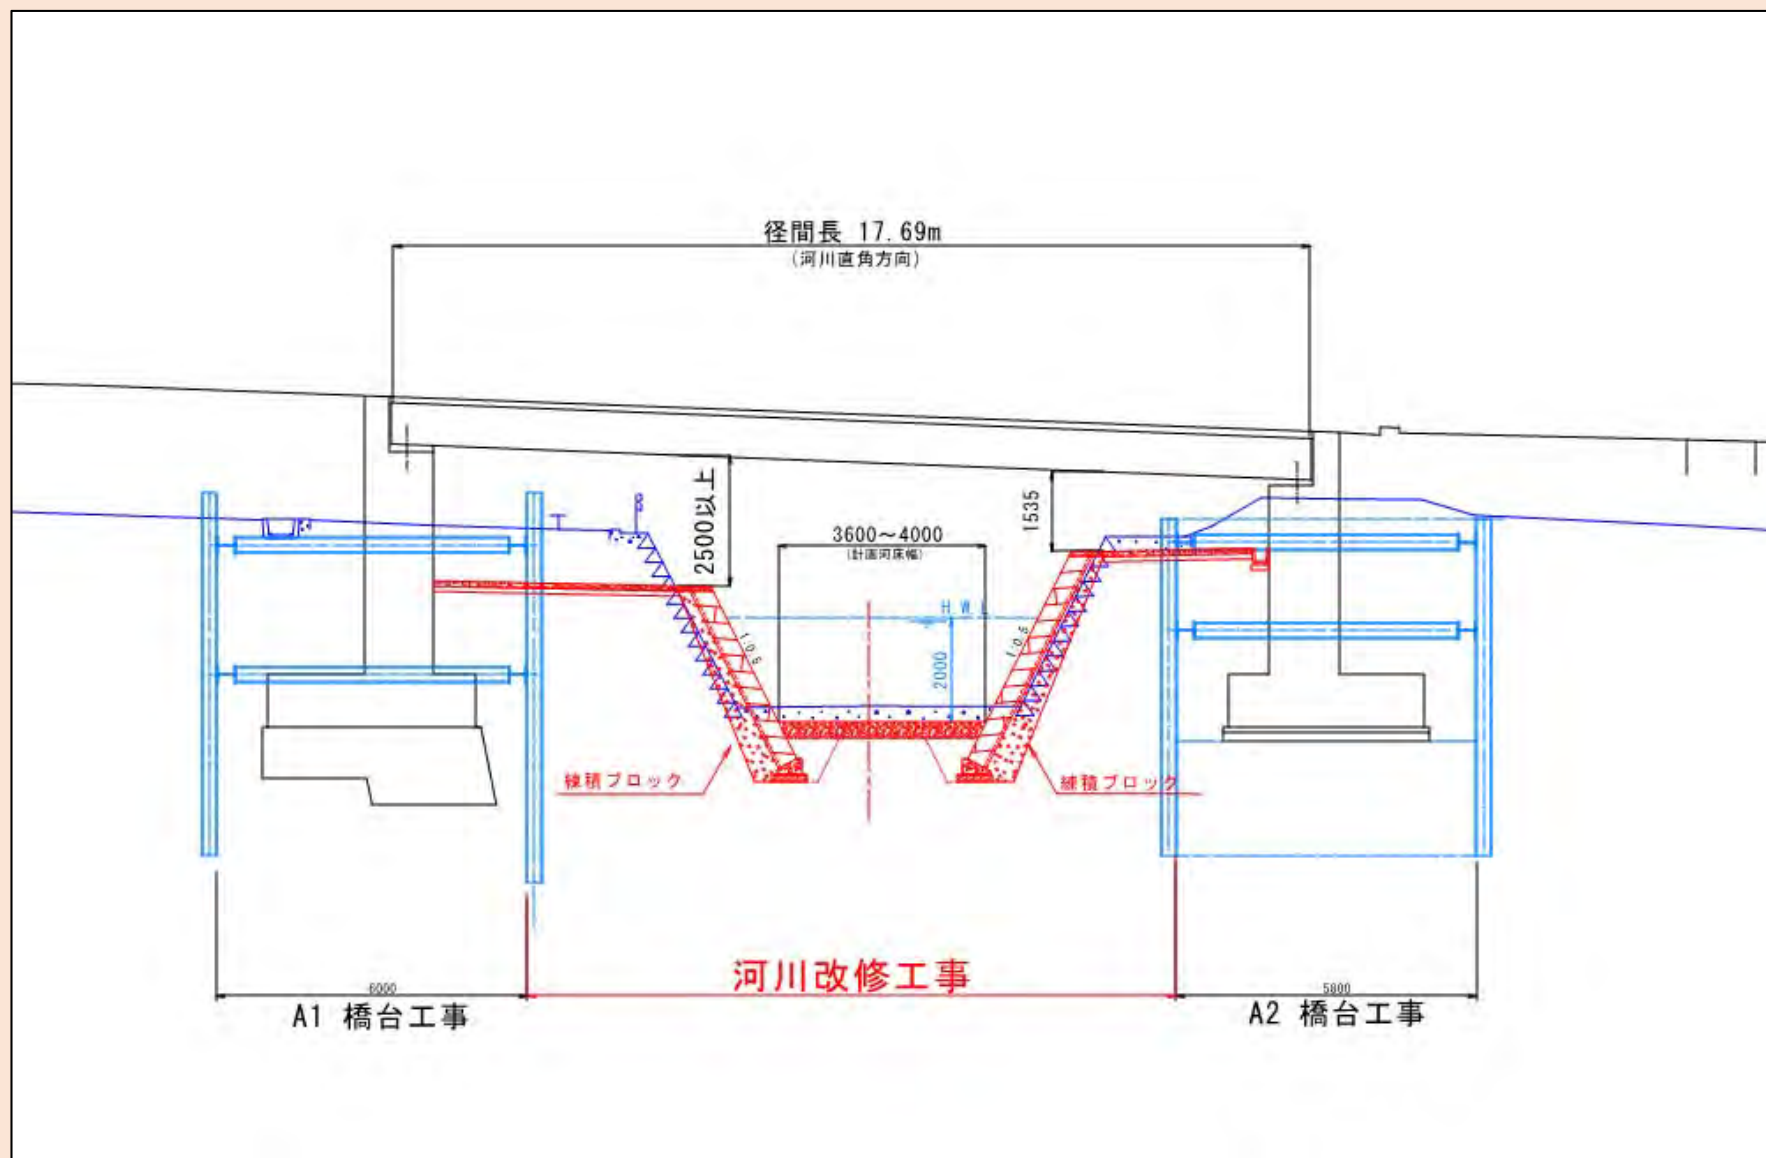 径間長 17.69m
(河川直角方向)
2500以上
1535
3600～4000
(計画河床幅)
H.W.L
1:0.5
1:0.5
2000
練積ブロック
練積ブロック
河川改修工事
6000
5800
A1 橋台工事
A2 橋台工事